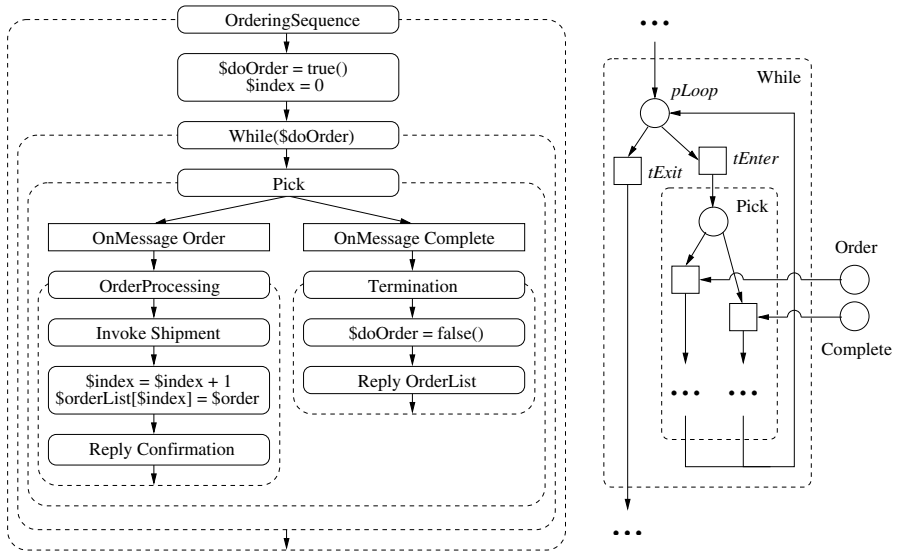 OrderingSequence
$doOrder = true()
$index = 0
While($doOrder)
Pick
OnMessage Order
OrderProcessing
Invoke Shipment
$index = $index + 1
$orderList[$index] = $order
Reply Confirmation
OnMessage Complete
Termination
$doOrder = false()
Reply OrderList
...
While
pLoop
tExit
tEnter
Pick
Order
Complete
...
...
...